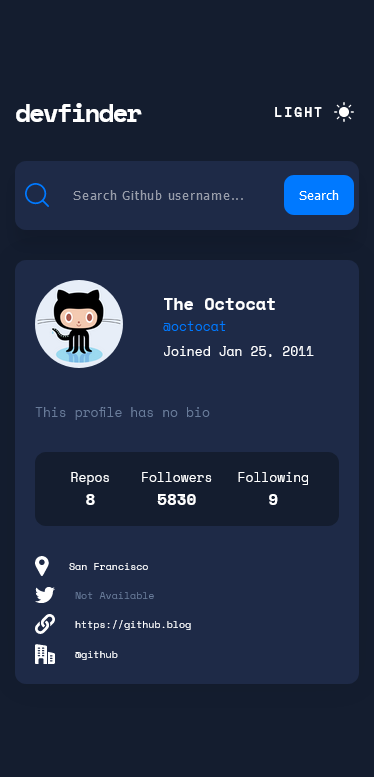 devfinder
LIGHT
Search Github username...
Search
The Octocat
@octocat
Joined Jan 25, 2011
This profile has no bio
Repos Followers Following
8 5830 9
San Francisco
Not Available
https://github.blog
@github